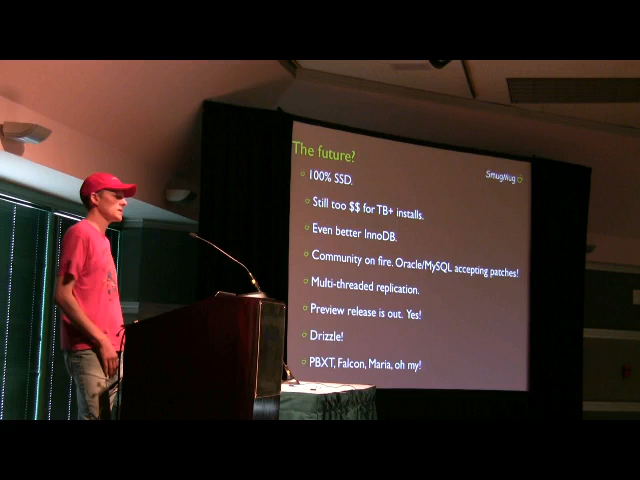 The future?
SmugMug
100% SSD.
Still too $$ for TB+ installs.
Even better InnoDB.
Community on fire. Oracle/MySQL accepting patches!
Multi-threaded replication.
Preview release is out. Yes!
Drizzle!
PBXT, Falcon, Maria, oh my!